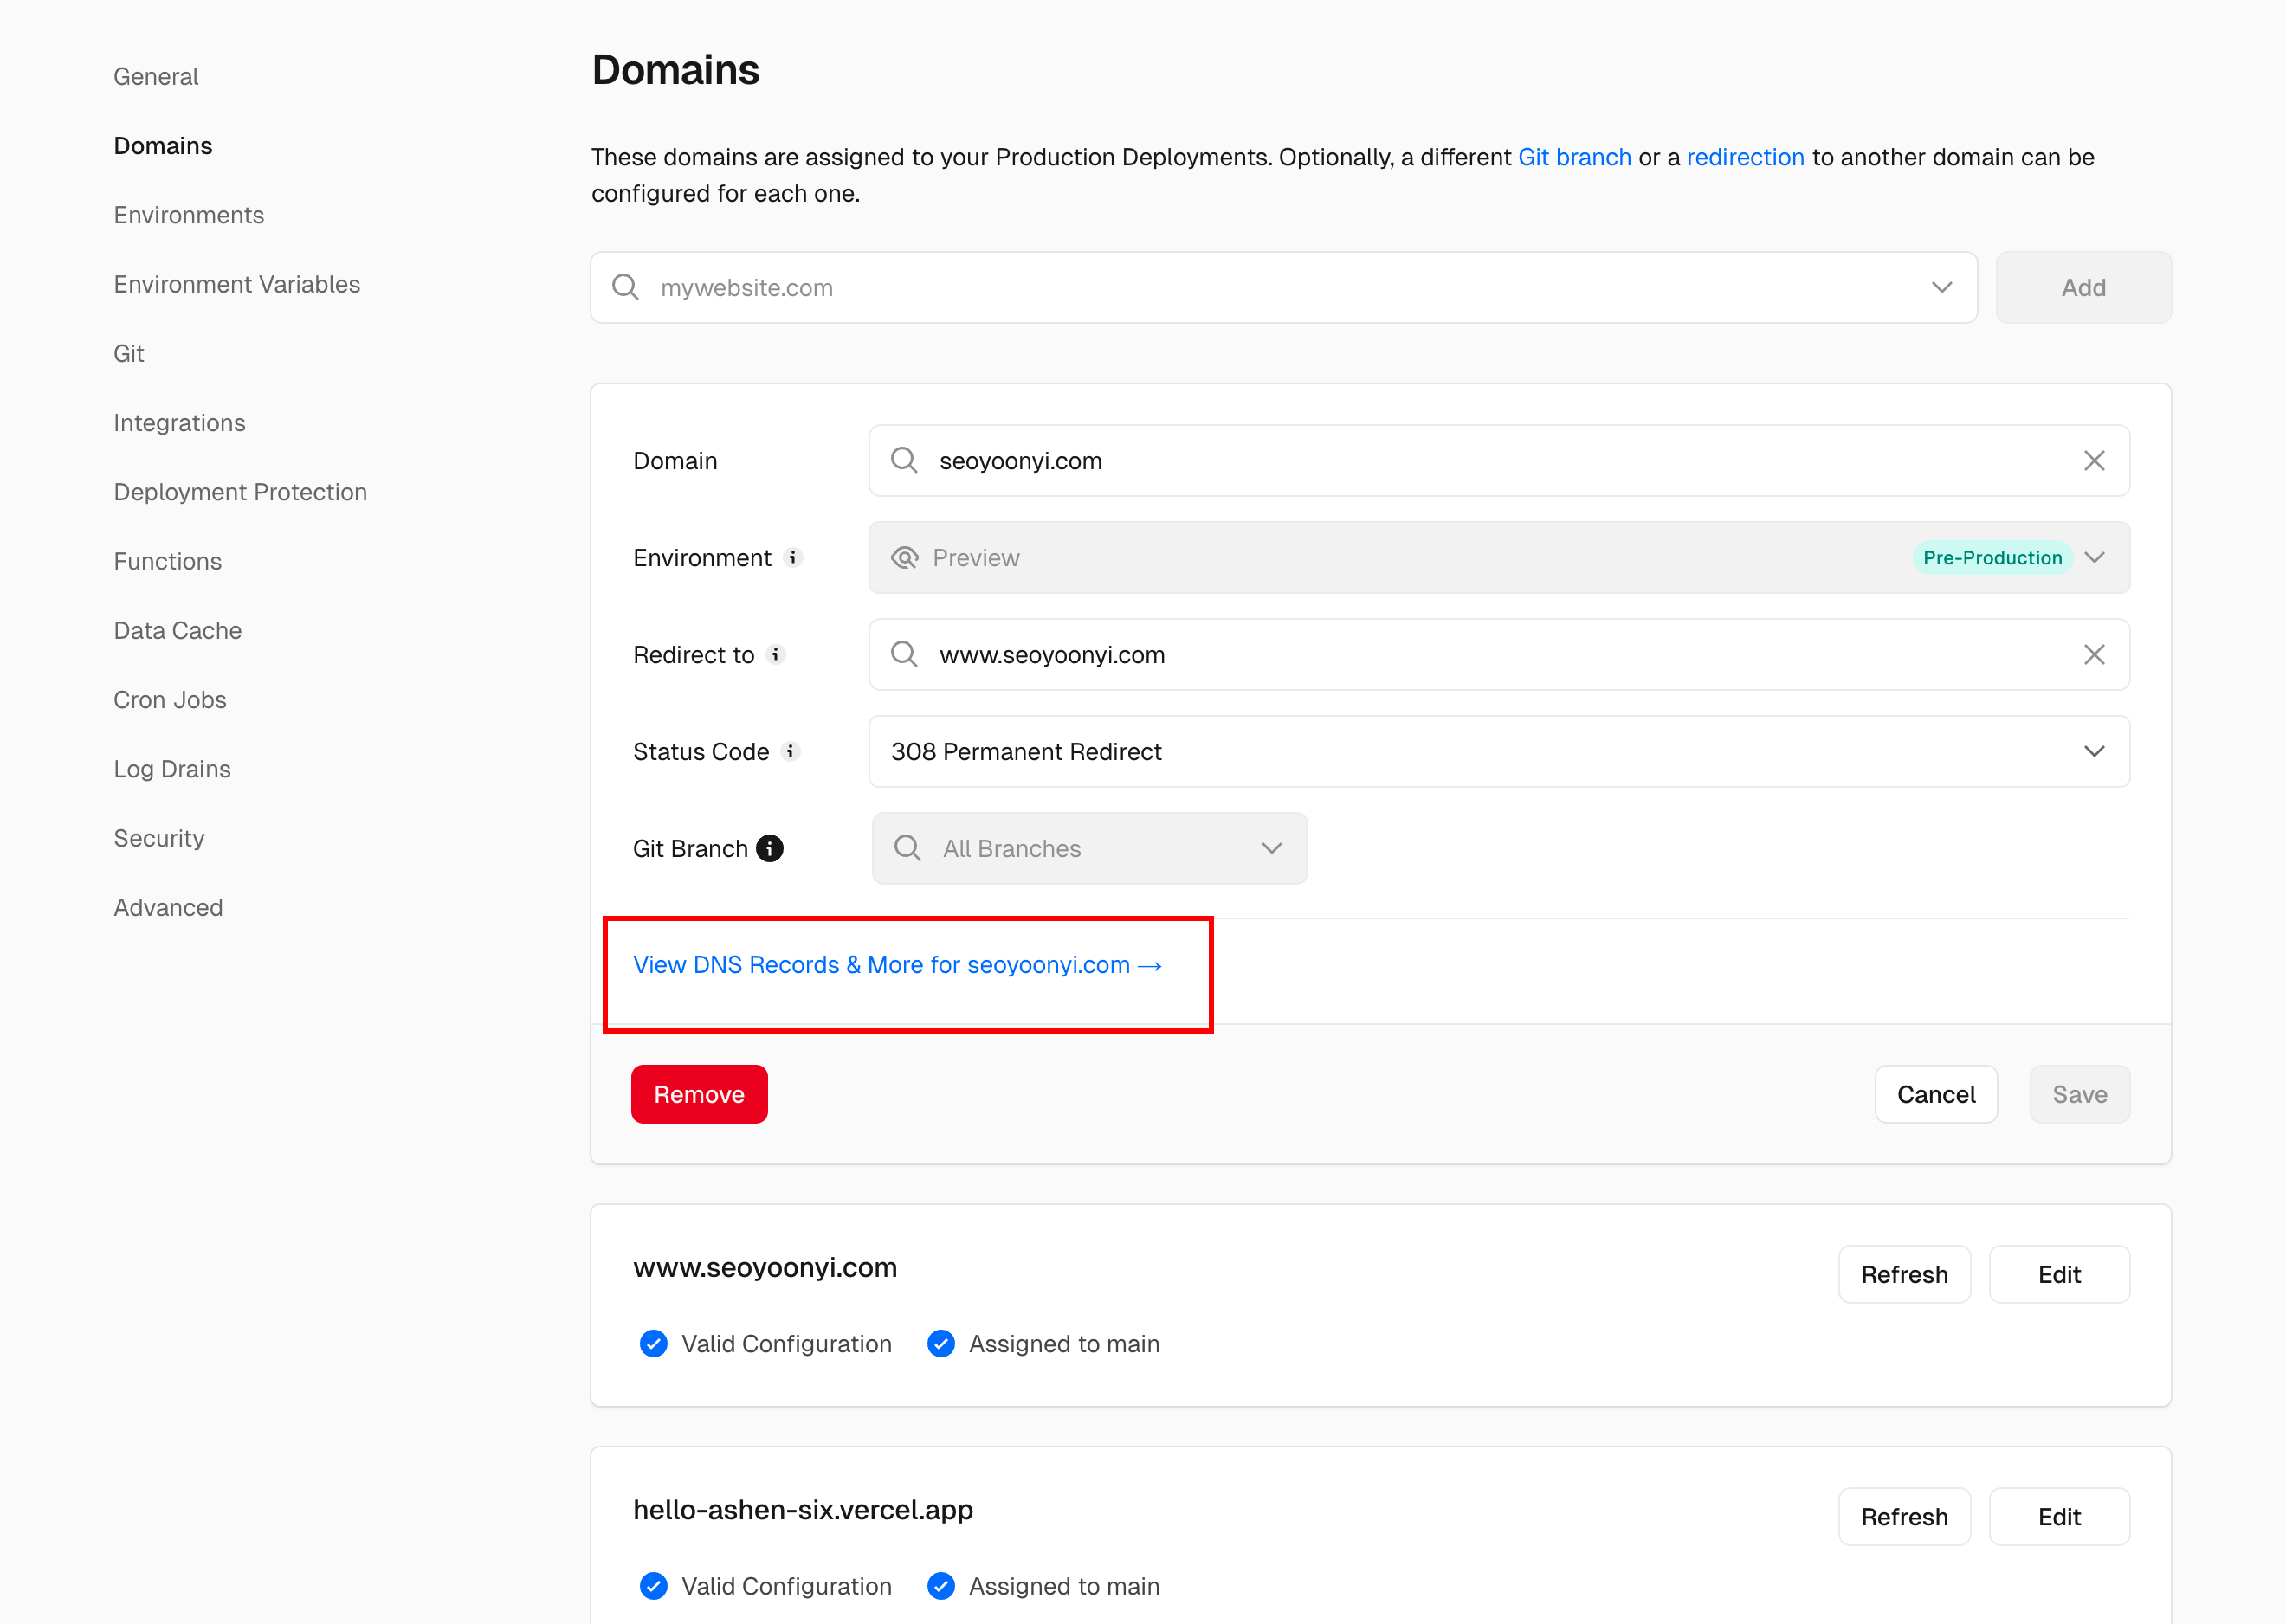 General
Domains
Environments
Environment Variables
Git
Integrations
Deployment Protection
Functions
Data Cache
Cron Jobs
Log Drains
Security
Advanced
Domains
These domains are assigned to your Production Deployments. Optionally, a different Git branch or a redirection to another domain can be
configured for each one.
mywebsite.com
Add
Domain
seoyoonyi.com
Environment
Preview
Pre-Production
Redirect to
www.seoyoonyi.com
Status Code
308 Permanent Redirect
Git Branch
All Branches
View DNS Records & More for seoyoonyi.com →
Remove
Cancel
Save
www.seoyoonyi.com
Refresh
Edit
Valid Configuration
Assigned to main
hello-ashen-six.vercel.app
Refresh
Edit
Valid Configuration
Assigned to main